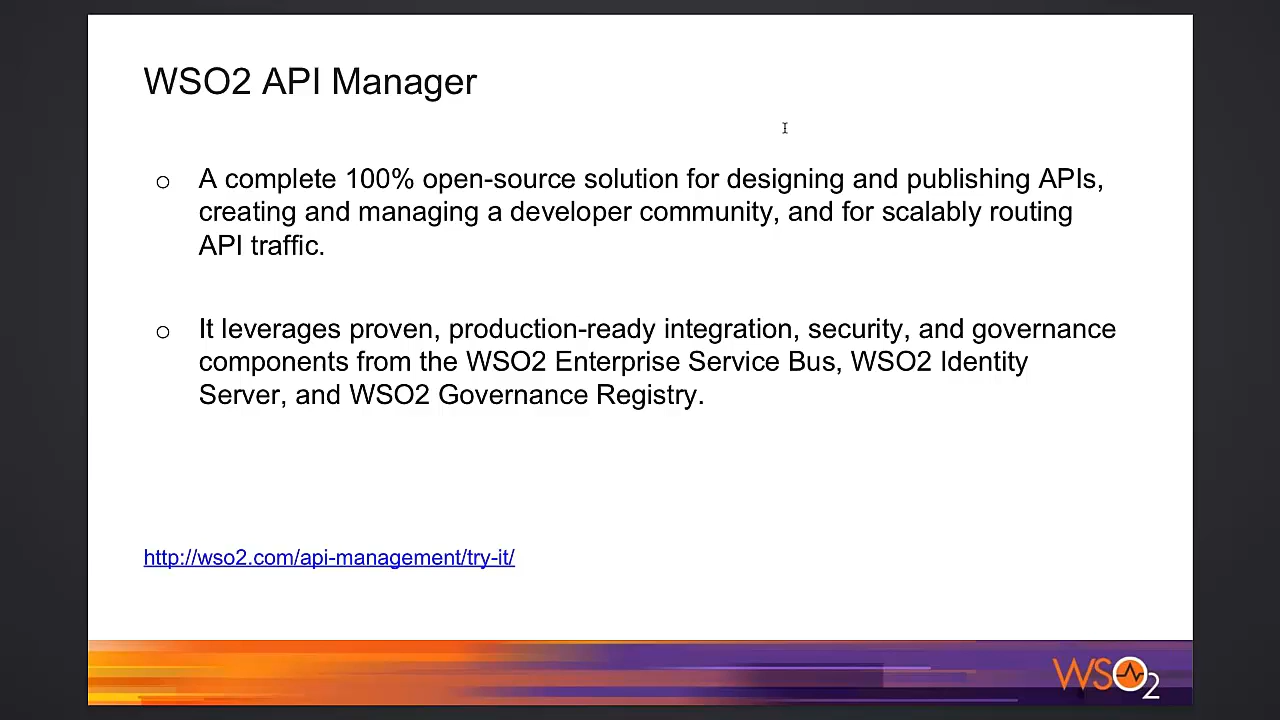 WSO2 API Manager
○ A complete 100% open-source solution for designing and publishing APIs,
creating and managing a developer community, and for scalably routing
API traffic.
○ It leverages proven, production-ready integration, security, and governance
components from the WSO2 Enterprise Service Bus, WSO2 Identity
Server, and WSO2 Governance Registry.
http://wso2.com/api-management/try-it/
WSO2